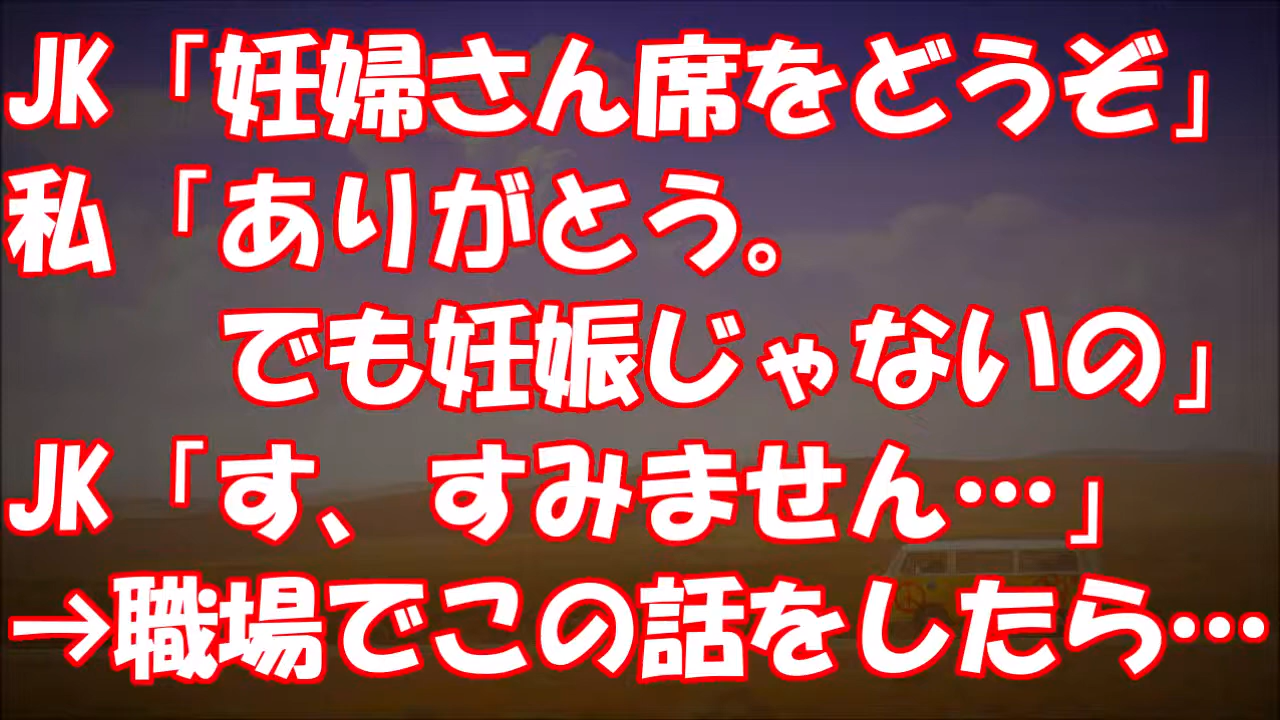 JK「妊婦さん席をどうぞ」
私「ありがとう。
でも妊娠じゃないの」
JK「す、すみません…」
→職場でこの話をしたら…